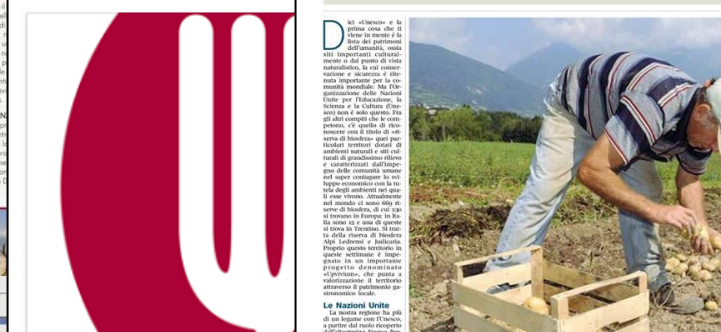 Dici «Unesco» e la
prima cosa che ti
viene in mente è la
lista dei patrimoni
dell'umanità, ossia
siti importanti cultural-
mente o dal punto di vista
naturalistico, la cui conser-
vazione e sicurezza è rite-
nuta importante per la co-
munità mondiale. Ma l'Or-
ganizzazione delle Nazioni
Unite per l'Educazione, la
Scienza e la Cultura (Une-
sco) non è solo questo. Fra
gli altri compiti che le com-
petono, c'è quello di rico-
noscere con il titolo di «ri-
serva di biosfera» quei par-
ticolari territori dotati di
ambienti naturali e siti cul-
turali di grandissimo rilievo
e caratterizzati dall'impe-
gno delle comunità umane
nel saper coniugare lo svi-
luppo economico con la tu-
tela degli ambienti nei qua-
li esse vivono. Attualmente
nel mondo ci sono 669 ri-
serve di biosfera, di cui 230
si trovano in Europa: in Ita-
lia sono 15 e una di queste
si trova in Trentino. Si trat-
ta della riserva di biosfera
Alpi Ledrensi e Judicaria.
Proprio questo territorio in
queste settimane è impe-
gnato in un importante
progetto denominato
«Upvivium», che punta a
valorizzazione il territorio
attraverso il patrimonio ga-
stronomico locale.
Le Nazioni Unite
La nostra regione ha più
di un legame con l'Unesco,
a partire dal ruolo ricoperto